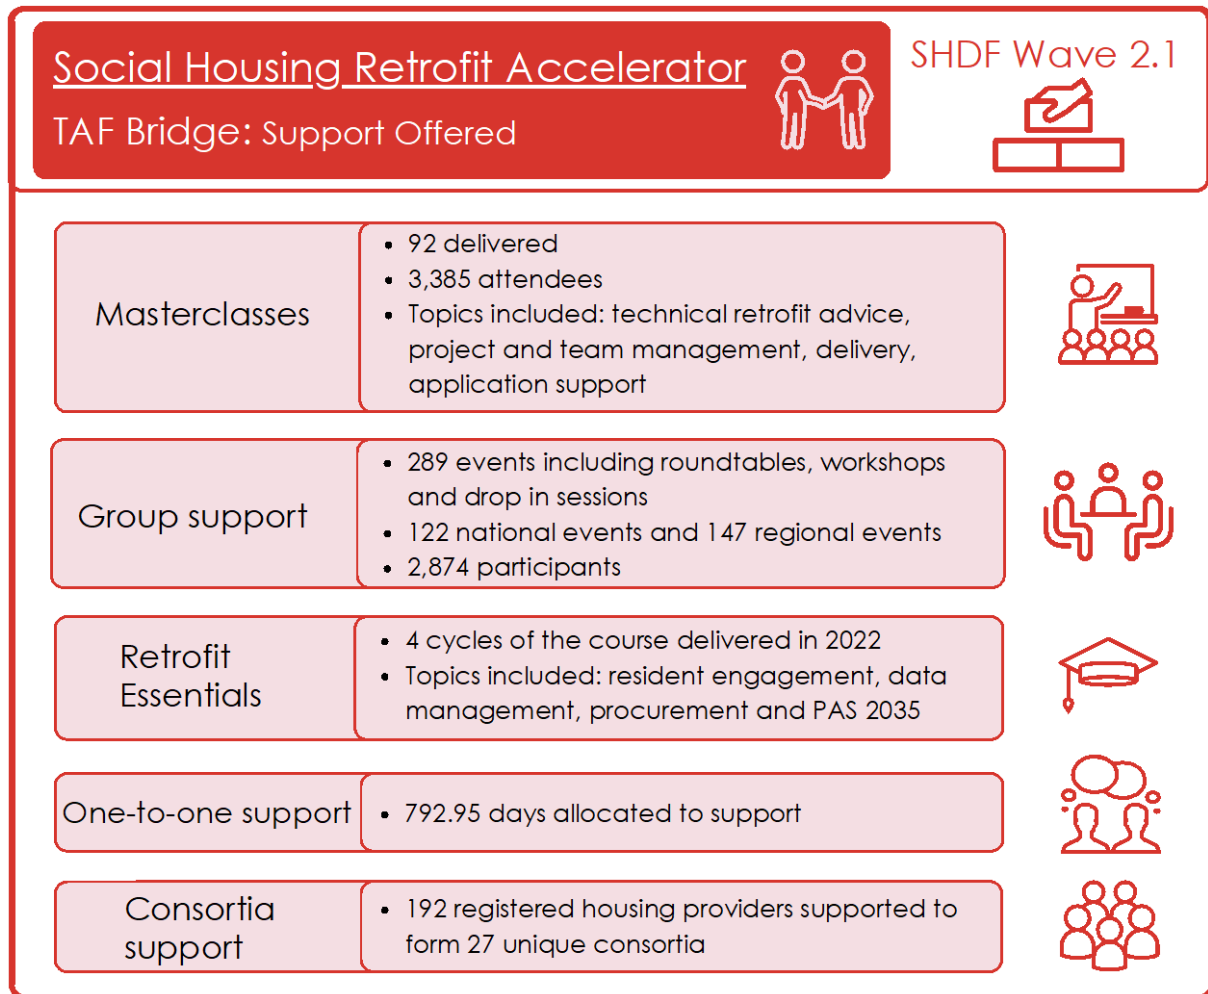 Social Housing Retrofit Accelerator
TAF Bridge: Support Offered
SHDF Wave 2.1
Masterclasses
• 92 delivered
• 3,385 attendees
• Topics included: technical retrofit advice,
project and team management, delivery,
application support
Group support
• 289 events including roundtables, workshops
and drop in sessions
• 122 national events and 147 regional events
• 2,874 participants
Retrofit
Essentials
• 4 cycles of the course delivered in 2022
• Topics included: resident engagement, data
management, procurement and PAS 2035
One-to-one support
• 792.95 days allocated to support
Consortia
support
• 192 registered housing providers supported to
form 27 unique consortia